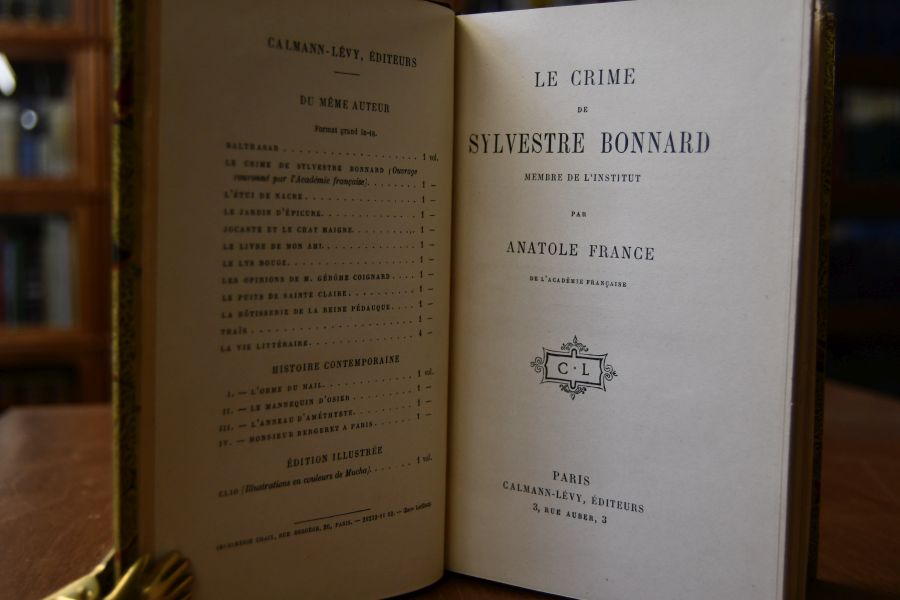 CALMANN-LÉVY, ÉDITEURS
DU MÊME AUTEUR
Format grand in-18.
BALTHASAR . . . . . . . . . . . . . . . . . . . . 1 vol.
LE CRIME DE SYLVESTRE BONNARD (Ouvrage
couronné par l'Académie française). . . . . . . 1 —
L'ÉTUI DE NACRE. . . . . . . . . . . . . . . . 1 —
LE JARDIN D'ÉPICURE. . . . . . . . . . . . . . 1 —
JOCASTE ET LE CHAT MAIGRE. . . . . . . . . . 1 —
LE LIVRE DE MON AMI. . . . . . . . . . . . . . 1 —
LE LYS ROUGE. . . . . . . . . . . . . . . . . . 1 —
LES OPINIONS DE M. JÉRÔME COIGNARD . . . . 1 —
LE PUITS DE SAINTE CLAIRE. . . . . . . . . . . 1 —
LA RÔTISSERIE DE LA REINE PÉDAUQUE. . . . 1 —
THAÏS . . . . . . . . . . . . . . . . . . . . . . 1 —
LA VIE LITTÉRAIRE. . . . . . . . . . . . . . . . 4 —
HISTOIRE CONTEMPORAINE
I. — L'ORME DU MAIL. . . . . . . . . . . . . 1 vol.
II. — LE MANNEQUIN D'OSIER . . . . . . . . 1 —
III. — L'ANNEAU D'AMÉTHYSTE. . . . . . . . 1 —
IV. — MONSIEUR BERGERET A PARIS. . . . . . 1 —
ÉDITION ILLUSTRÉE
CLIO (Illustrations en couleurs de Mucha). . . . . . 1 vol.
IMPRIMERIE CHAIX, RUE BERGÈRE, 20, PARIS.
LE CRIME
DE
SYLVESTRE BONNARD
MEMBRE DE L'INSTITUT
PAR
ANATOLE FRANCE
DE L'ACADÉMIE FRANÇAISE
C·L
PARIS
CALMANN-LÉVY, ÉDITEURS
3, RUE AUBER, 3